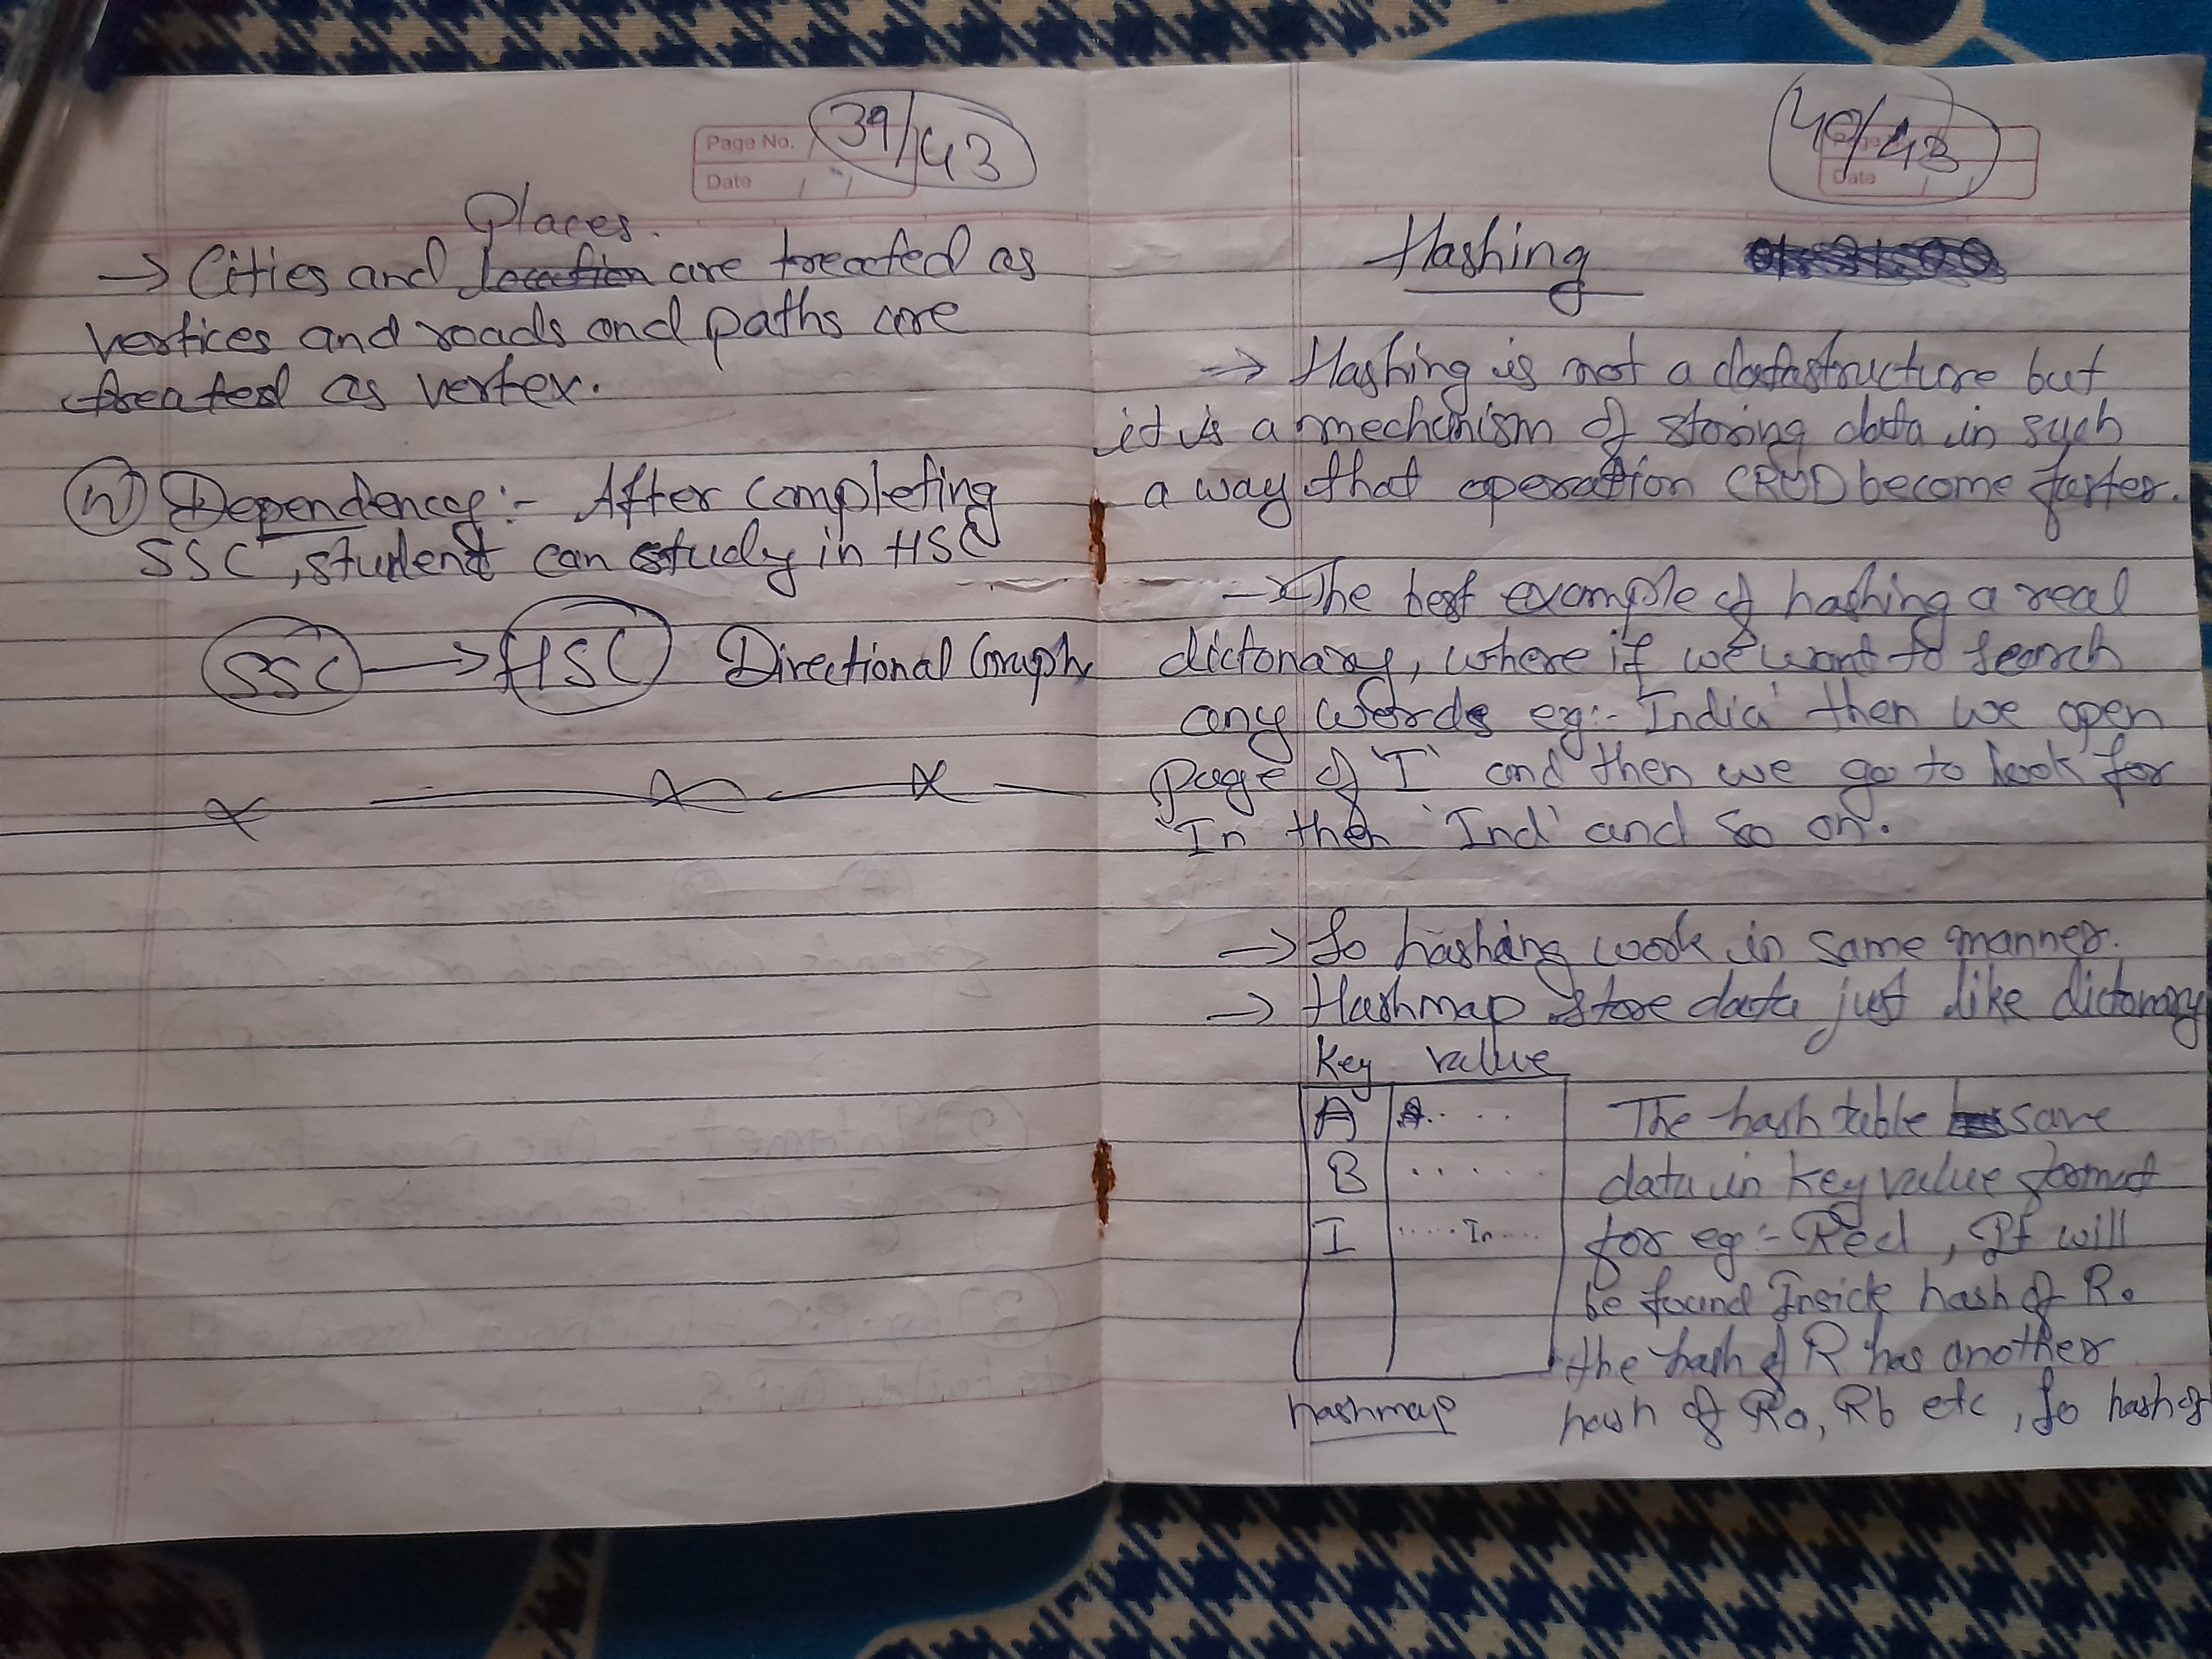 Page No.
Date / /
39/43
Places.
→ Cities and location are treated as
vertices and roads and paths are
treated as vertex.
Dependency:- After Completing
SSC, student can study in HSC
SSC → HSC Directional Graph
40/43
Date / /
Hashing
→ Hashing is not a datastructure but
it is a mechanism of storing data in such
a way that operation CRUD become faster.
→ The best example of hashing a real
dictonary, where if we want to search
any words eg:- 'India' then we open
page of 'I' and then we go to look for
'In then 'Ind' and so on.
→ So hashing work in same manner.
→ Hashmap store data just like dictonary
Key value
A A. . . .
B . . . . .
I ..... In ...
hashmap
The hash table save
data in key value format
for eg:- Red, It will
be found Inside hash of R.
the hash of R has another
hash of Ra, Rb etc, So hash of